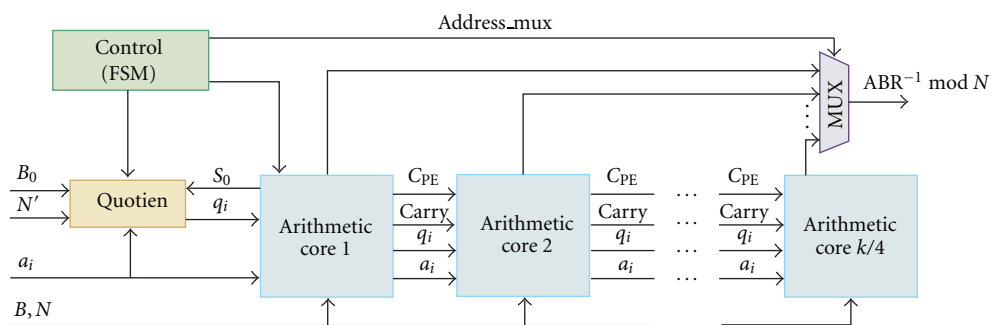 Address_mux
Control
(FSM)
ABR⁻¹ mod N
MUX
B₀
N′
Quotien
S₀
qᵢ
aᵢ
B, N
Arithmetic
core 1
C_PE
Carry
qᵢ
aᵢ
Arithmetic
core 2
C_PE
Carry
qᵢ
aᵢ
...
...
...
C_PE
Carry
qᵢ
aᵢ
Arithmetic
core k/4